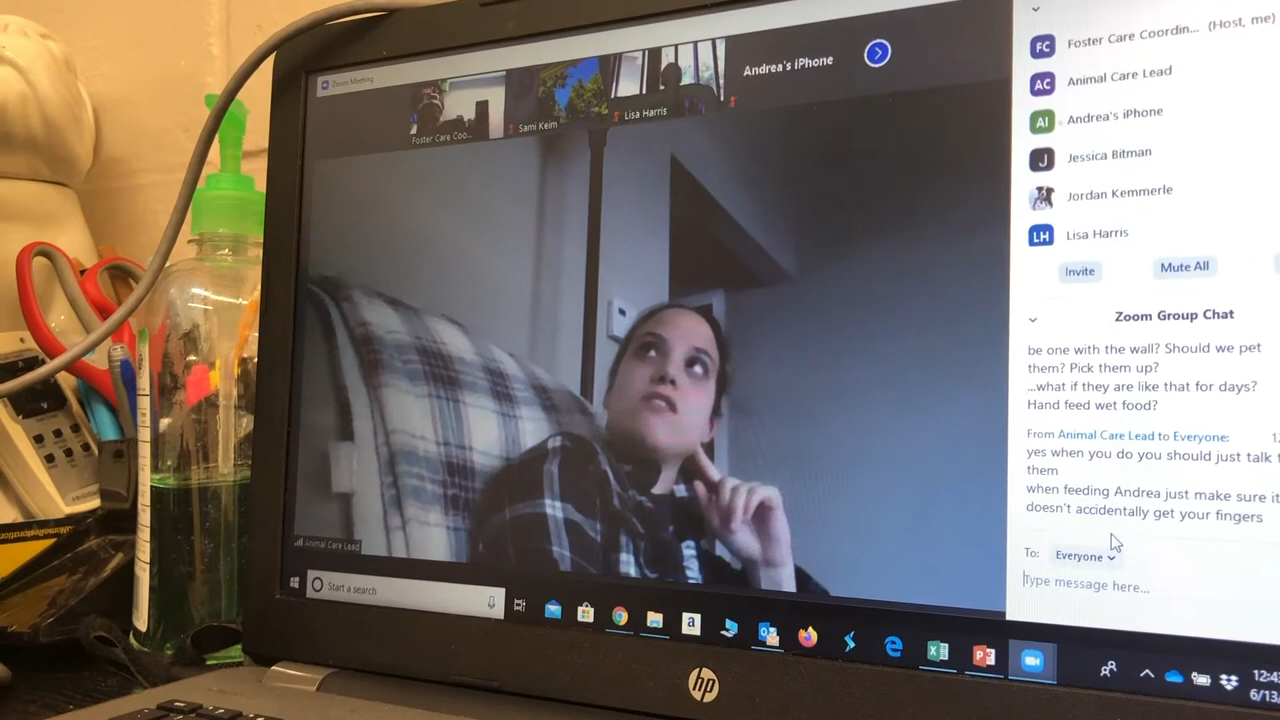 Zoom Meeting
Foster Care Coo...
Sami Keim
Lisa Harris
Andrea's iPhone
FC Foster Care Coordin... (Host, me)
AC Animal Care Lead
AI Andrea's iPhone
J Jessica Bitman
Jordan Kemmerle
LH Lisa Harris
Invite Mute All
Zoom Group Chat
be one with the wall? Should we pet
them? Pick them up?
...what if they are like that for days?
Hand feed wet food?
From Animal Care Lead to Everyone:
yes when you do you should just talk
them
when feeding Andrea just make sure it
doesn't accidentally get your fingers
To: Everyone
Type message here...
Animal Care Lead
Start a search
a
hp
6/13